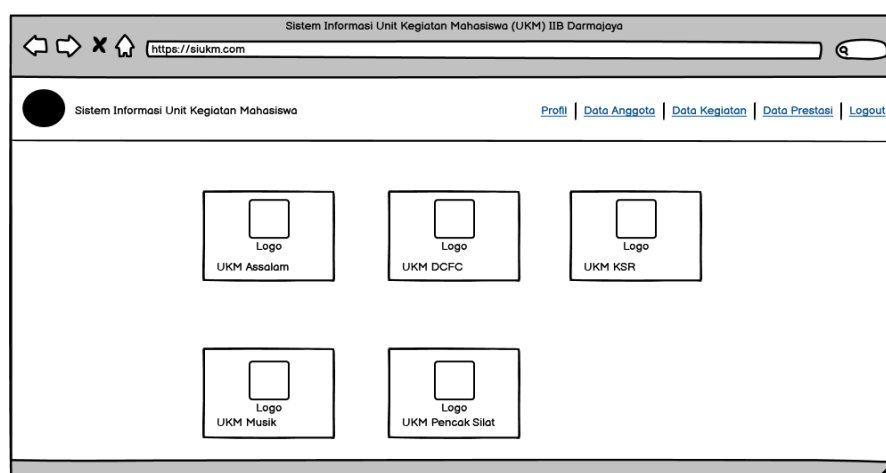 Sistem Informasi Unit Kegiatan Mahasiswa (UKM) IIB Darmajaya
https://siukm.com
Sistem Informasi Unit Kegiatan Mahasiswa
Profil Data Anggota Data Kegiatan Data Prestasi Logout
Logo
UKM Assalam
Logo
UKM DCFC
Logo
UKM KSR
Logo
UKM Musik
Logo
UKM Pencak Silat